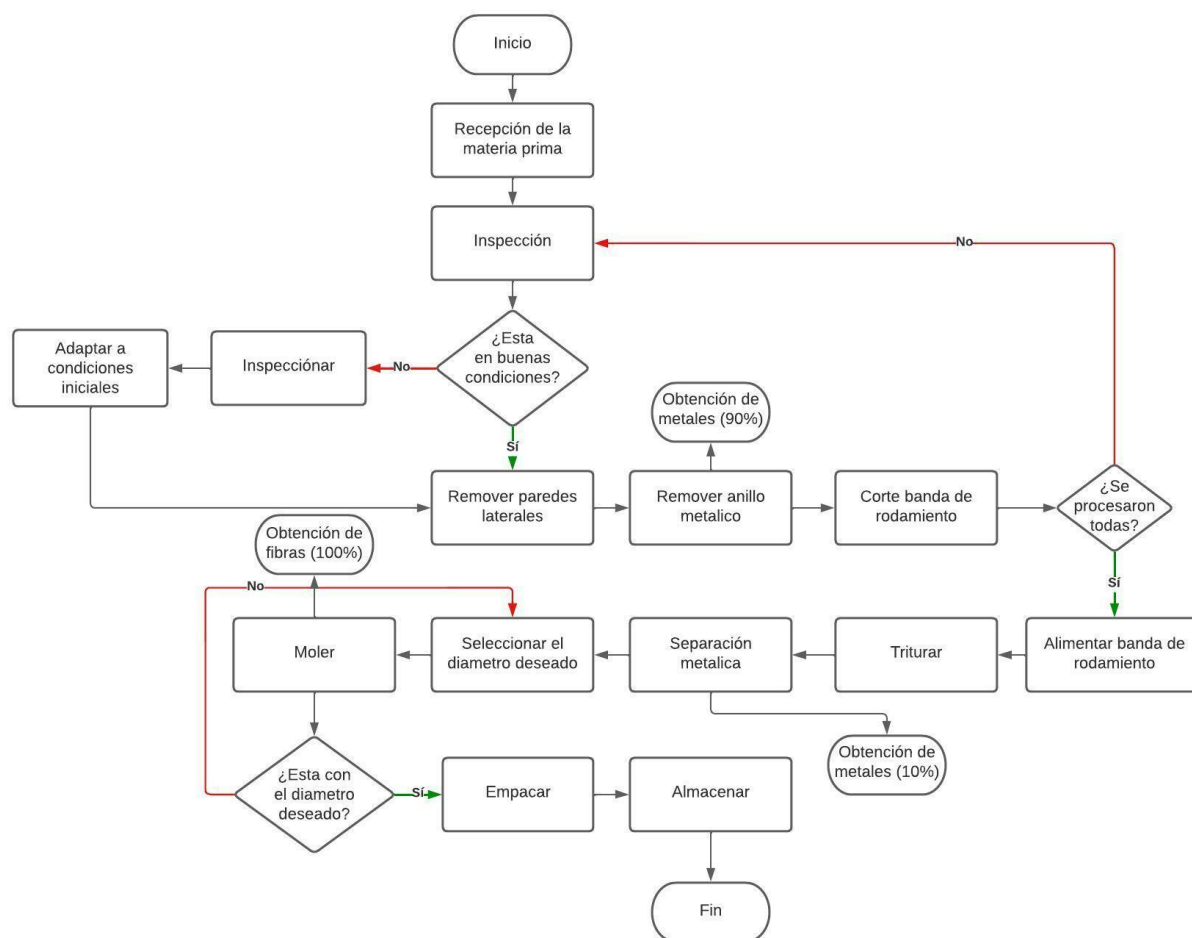 Inicio
Recepción de la
materia prima
Inspección
No
¿Esta
en buenas
condiciones?
No
Inspecciónar
Adaptar a
condiciones
iniciales
Sí
Obtención de
metales (90%)
Remover paredes
laterales
Remover anillo
metalico
Corte banda de
rodamiento
¿Se
procesaron
todas?
Sí
Obtención de
fibras (100%)
No
Moler
Seleccionar el
diametro deseado
Separación
metalica
Triturar
Alimentar banda de
rodamiento
Obtención de
metales (10%)
¿Esta con
el diametro
deseado?
Sí
Empacar
Almacenar
Fin